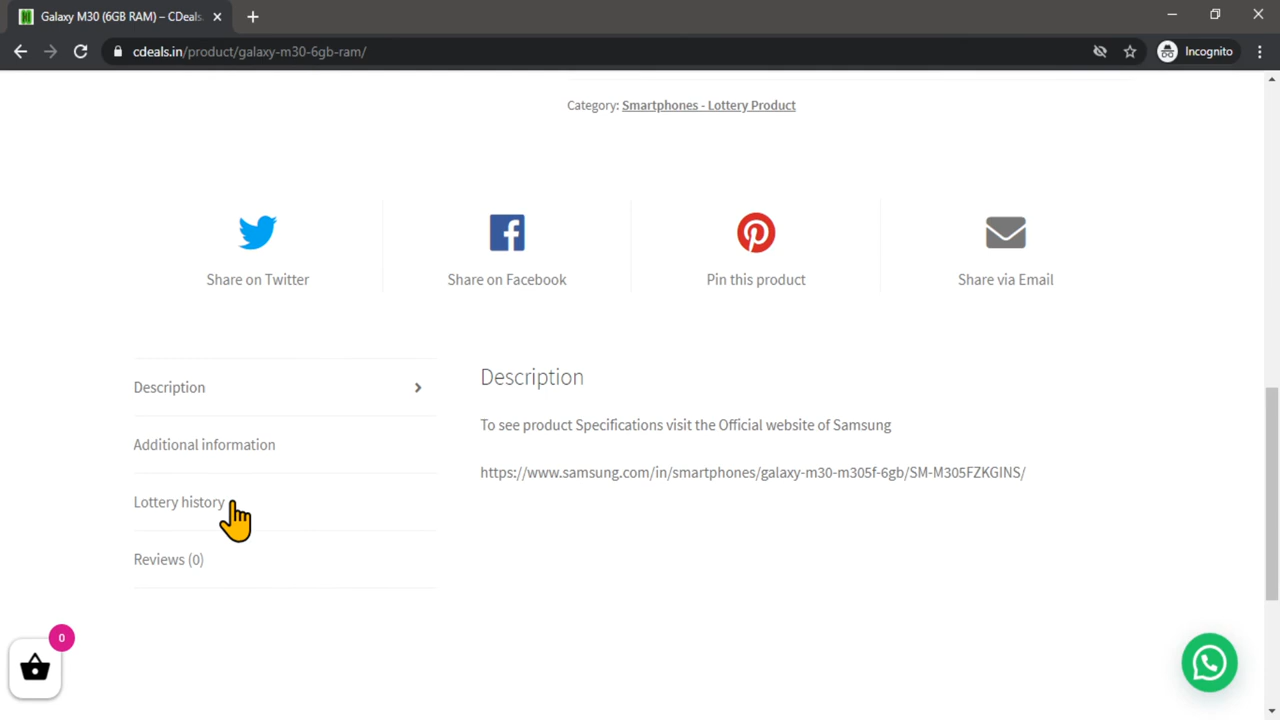 Galaxy M30 (6GB RAM) – CDeals.
cdeals.in/product/galaxy-m30-6gb-ram/
Incognito
Category: Smartphones - Lottery Product
Share on Twitter
Share on Facebook
Pin this product
Share via Email
Description
Additional information
Lottery history
Reviews (0)
Description
To see product Specifications visit the Official website of Samsung
https://www.samsung.com/in/smartphones/galaxy-m30-m305f-6gb/SM-M305FZKGINS/
0